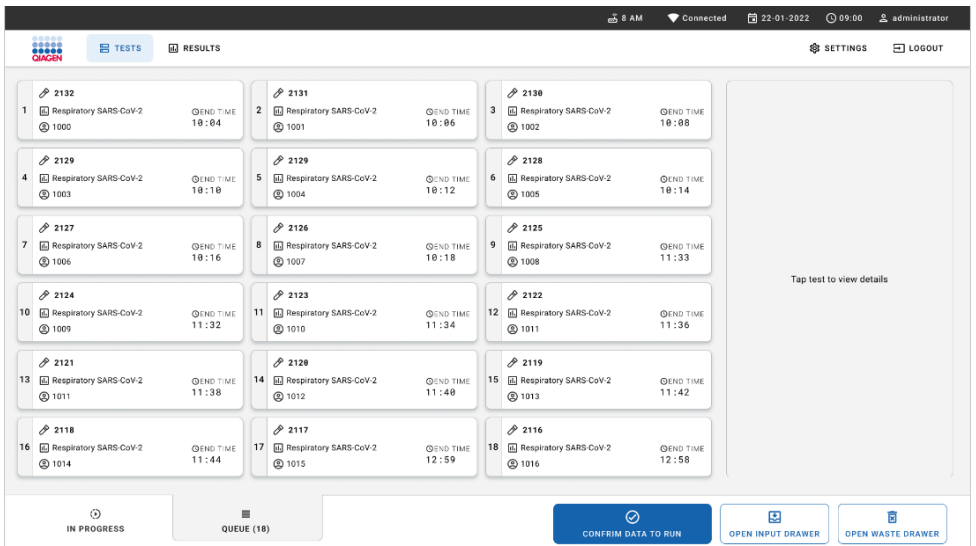 8 AM Connected 22-01-2022 09:00 administrator
QIAGEN TESTS RESULTS SETTINGS LOGOUT
2132
1 Respiratory SARS-CoV-2 END TIME
10:04
1000
2131
2 Respiratory SARS-CoV-2 END TIME
10:06
1001
2130
3 Respiratory SARS-CoV-2 END TIME
10:08
1002
2129
4 Respiratory SARS-CoV-2 END TIME
10:10
1003
2129
5 Respiratory SARS-CoV-2 END TIME
10:12
1004
2128
6 Respiratory SARS-CoV-2 END TIME
10:14
1005
2127
7 Respiratory SARS-CoV-2 END TIME
10:16
1006
2126
8 Respiratory SARS-CoV-2 END TIME
10:18
1007
2125
9 Respiratory SARS-CoV-2 END TIME
11:33
1008
2124
10 Respiratory SARS-CoV-2 END TIME
11:32
1009
2123
11 Respiratory SARS-CoV-2 END TIME
11:34
1010
2122
12 Respiratory SARS-CoV-2 END TIME
11:36
1011
2121
13 Respiratory SARS-CoV-2 END TIME
11:38
1011
2120
14 Respiratory SARS-CoV-2 END TIME
11:40
1012
2119
15 Respiratory SARS-CoV-2 END TIME
11:42
1013
2118
16 Respiratory SARS-CoV-2 END TIME
11:44
1014
2117
17 Respiratory SARS-CoV-2 END TIME
12:59
1015
2116
18 Respiratory SARS-CoV-2 END TIME
12:58
1016
Tap test to view details
IN PROGRESS
QUEUE (18)
CONFRIM DATA TO RUN
OPEN INPUT DRAWER
OPEN WASTE DRAWER